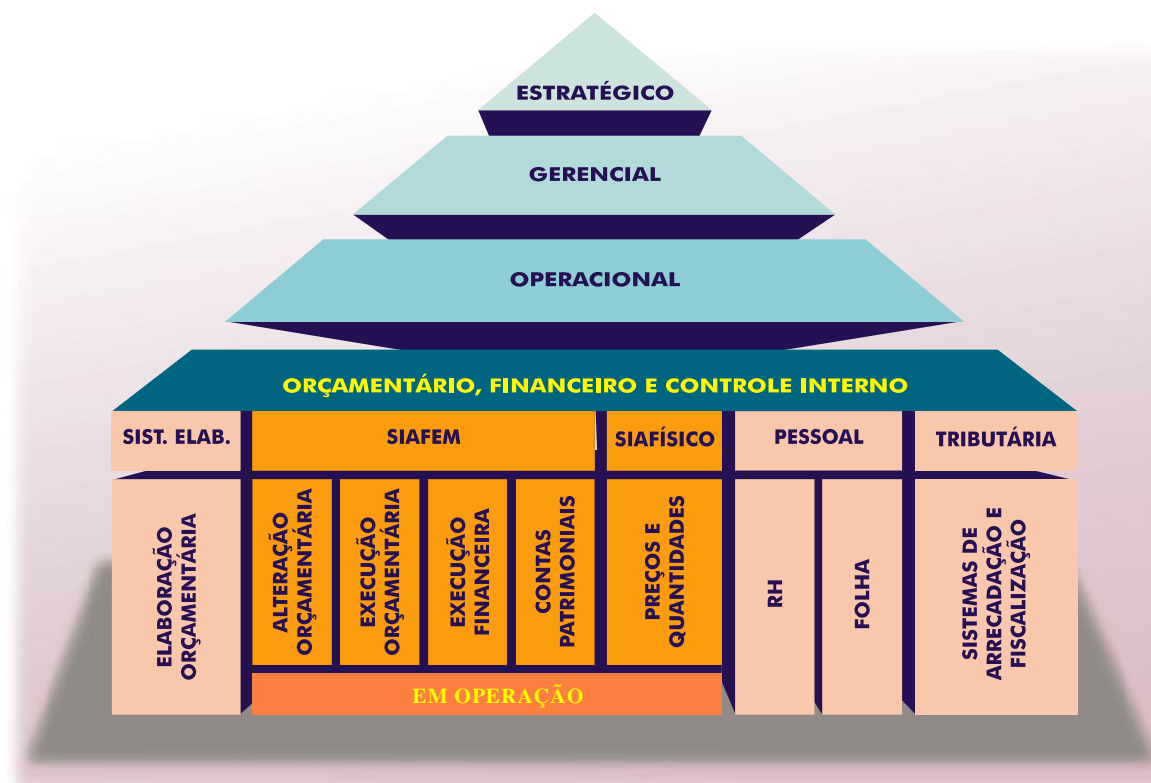 ESTRATÉGICO
GERENCIAL
OPERACIONAL
ORÇAMENTÁRIO, FINANCEIRO E CONTROLE INTERNO
SIST. ELAB.
SIAFEM
SIAFÍSICO
PESSOAL
TRIBUTÁRIA
ELABORAÇÃO
ORÇAMENTÁRIA
ALTERAÇÃO
ORÇAMENTÁRIA
EXECUÇÃO
ORÇAMENTÁRIA
EXECUÇÃO
FINANCEIRA
CONTAS
PATRIMONIAIS
PREÇOS E
QUANTIDADES
RH
FOLHA
SISTEMAS DE
ARRECADAÇÃO E
FISCALIZAÇÃO
EM OPERAÇÃO